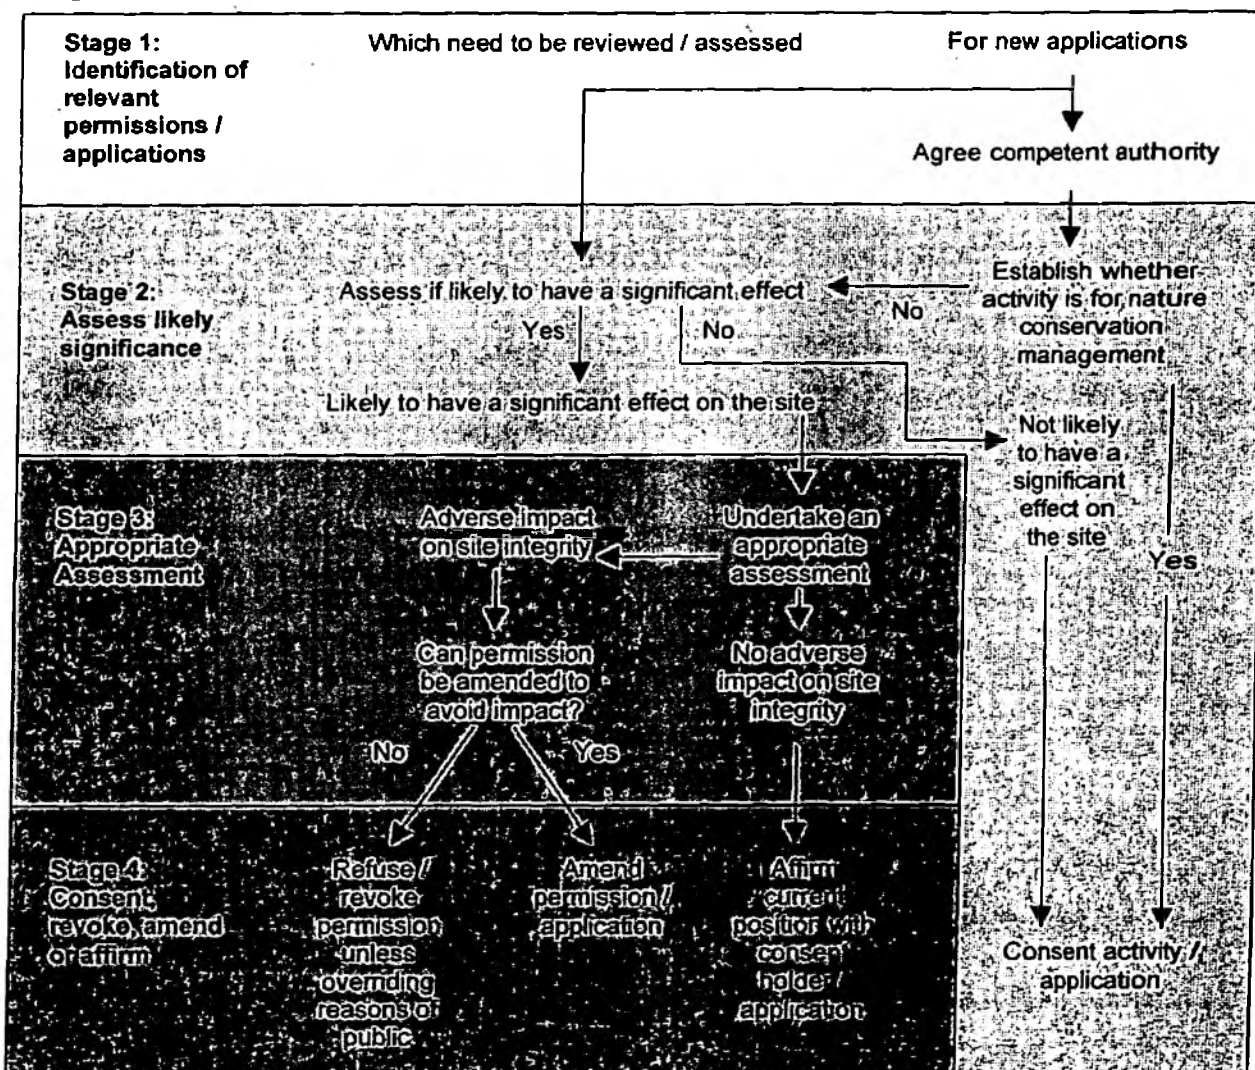 Stage 1:
Identification of
relevant
permissions /
applications
Which need to be reviewed / assessed
For new applications
Agree competent authority
Stage 2:
Assess likely
significance
Assess if likely to have a significant effect
No
Establish whether
activity is for nature
conservation
management
Yes
No
Likely to have a significant effect on the site
Not likely
to have a
significant
effect on
the site
Yes
Stage 3:
Appropriate
Assessment
Adverse impact
on site integrity
Undertake an
appropriate
assessment
Can permission
be amended to
avoid impact?
No adverse
impact on site
integrity
No
Yes
Stage 4:
Consent,
revoke, amend
or affirm
Refuse /
revoke
permission
unless
overriding
reasons of
public
Amend
permission /
application
Affirm
current
position with
consent
holder /
application
Consent activity /
application